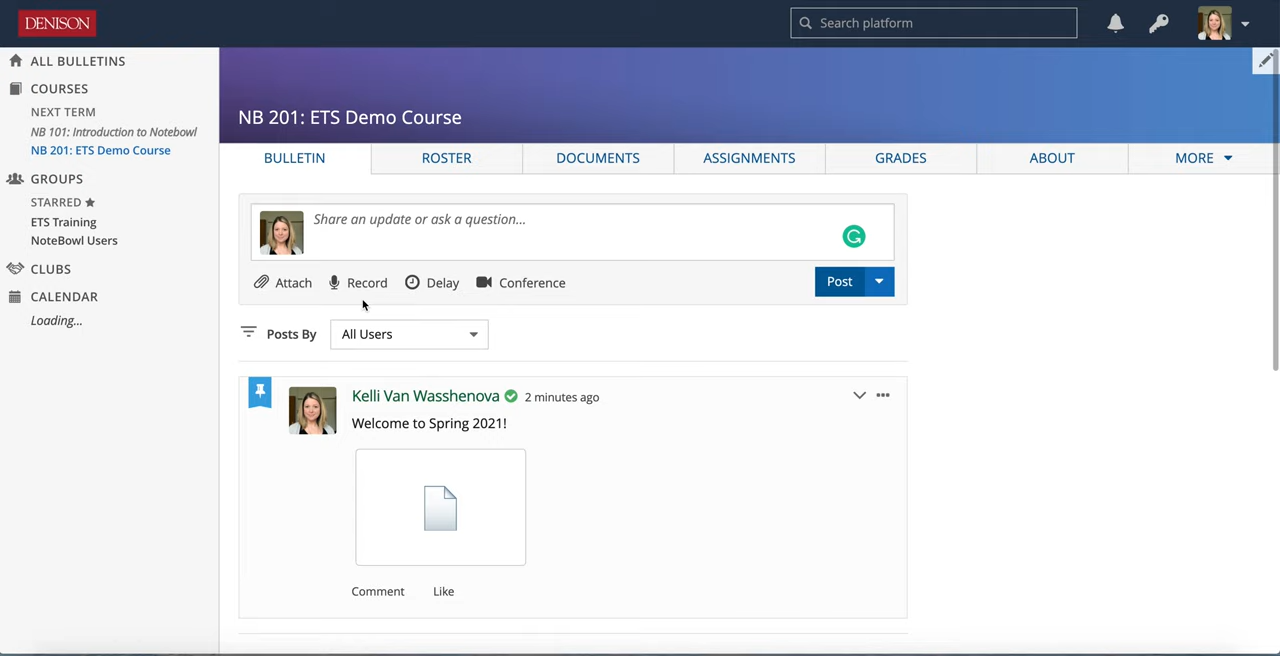 DENISON
Search platform
ALL BULLETINS
COURSES
NEXT TERM
NB 101: Introduction to Notebowl
NB 201: ETS Demo Course
GROUPS
STARRED
ETS Training
NoteBowl Users
CLUBS
CALENDAR
Loading...
NB 201: ETS Demo Course
BULLETIN ROSTER DOCUMENTS ASSIGNMENTS GRADES ABOUT MORE
Share an update or ask a question...
Attach Record Delay Conference Post
Posts By All Users
Kelli Van Wasshenova 2 minutes ago
Welcome to Spring 2021!
Comment Like